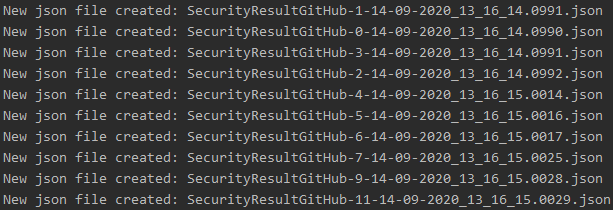 New json file created: SecurityResultGitHub-1-14-09-2020_13_16_14.0991.json
New json file created: SecurityResultGitHub-0-14-09-2020_13_16_14.0990.json
New json file created: SecurityResultGitHub-3-14-09-2020_13_16_14.0991.json
New json file created: SecurityResultGitHub-2-14-09-2020_13_16_14.0992.json
New json file created: SecurityResultGitHub-4-14-09-2020_13_16_15.0014.json
New json file created: SecurityResultGitHub-5-14-09-2020_13_16_15.0016.json
New json file created: SecurityResultGitHub-6-14-09-2020_13_16_15.0017.json
New json file created: SecurityResultGitHub-7-14-09-2020_13_16_15.0025.json
New json file created: SecurityResultGitHub-9-14-09-2020_13_16_15.0028.json
New json file created: SecurityResultGitHub-11-14-09-2020_13_16_15.0029.json